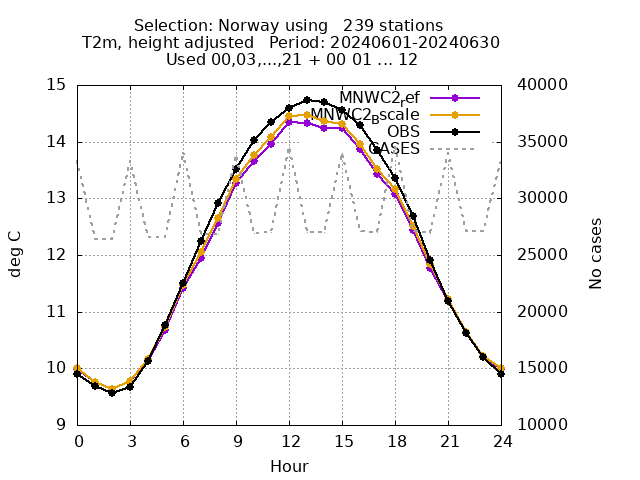 Selection: Norway using   239 stations
T2m, height adjusted   Period: 20240601-20240630
Used 00,03,...,21 + 00 01 ... 12
15 40000
MNWC2ref
MNWC2Bscale
OBS
CASES
14 35000
13 30000
12 25000
11 20000
10 15000
9 10000
deg C
No cases
0 3 6 9 12 15 18 21 24
Hour